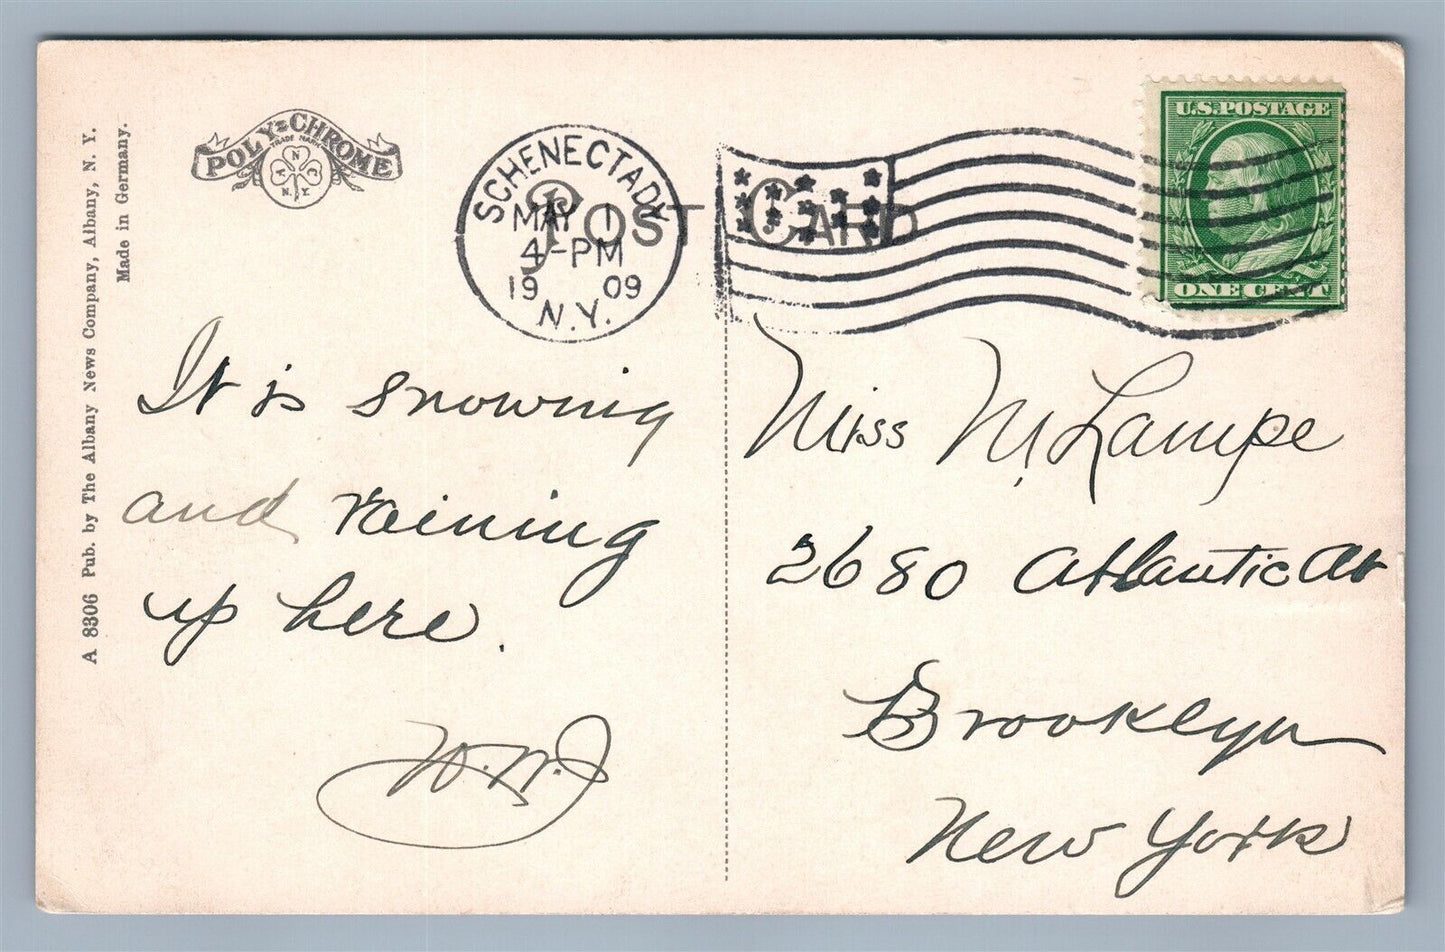 A 8306 Pub. by The Albany News Company, Albany, N. Y.
Made in Germany.
POLY-CHROME
TRADE MARK
A N C
N. Y.
SCHENECTADY
MAY 1
4-PM
19 09
N.Y.
POST CARD
U.S.POSTAGE
ONE CENT
It is snowing
and raining
up here.
Miss M. Lampe
2680 Atlantic Av
Brooklyn
New York